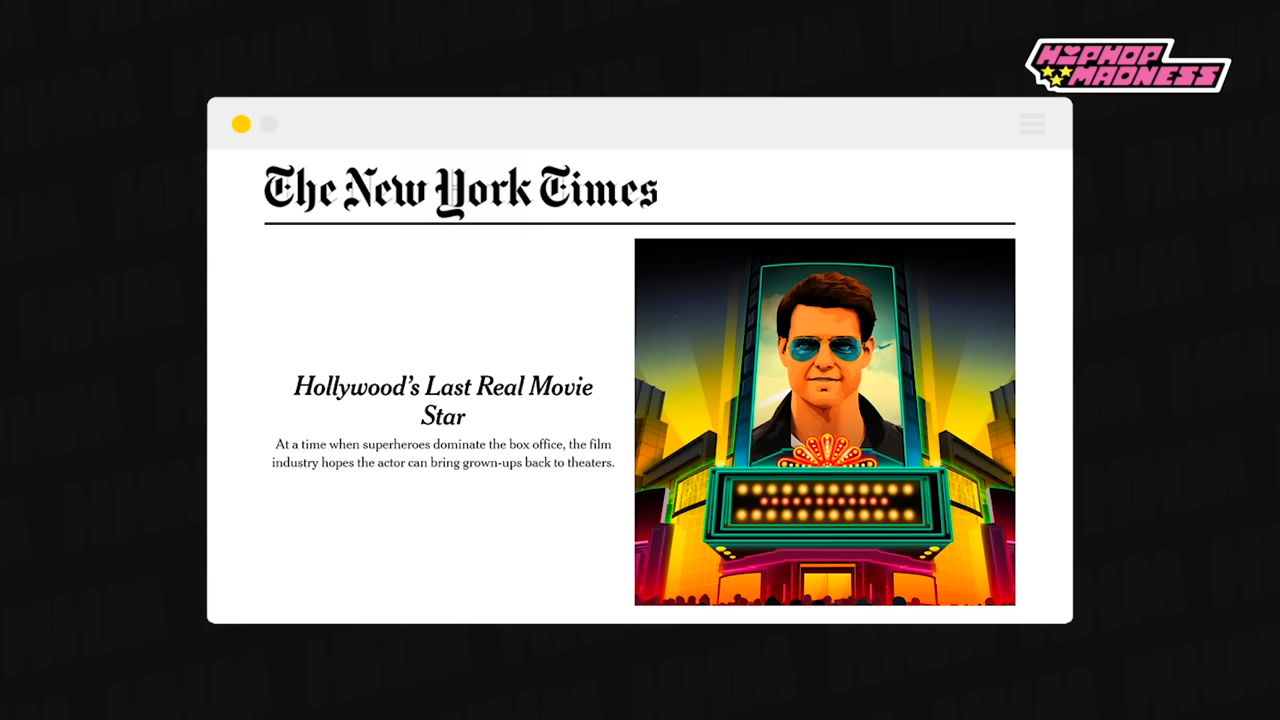 HIPHOP
MADNESS
The New York Times
Hollywood's Last Real Movie
Star
At a time when superheroes dominate the box office, the film
industry hopes the actor can bring grown-ups back to theaters.